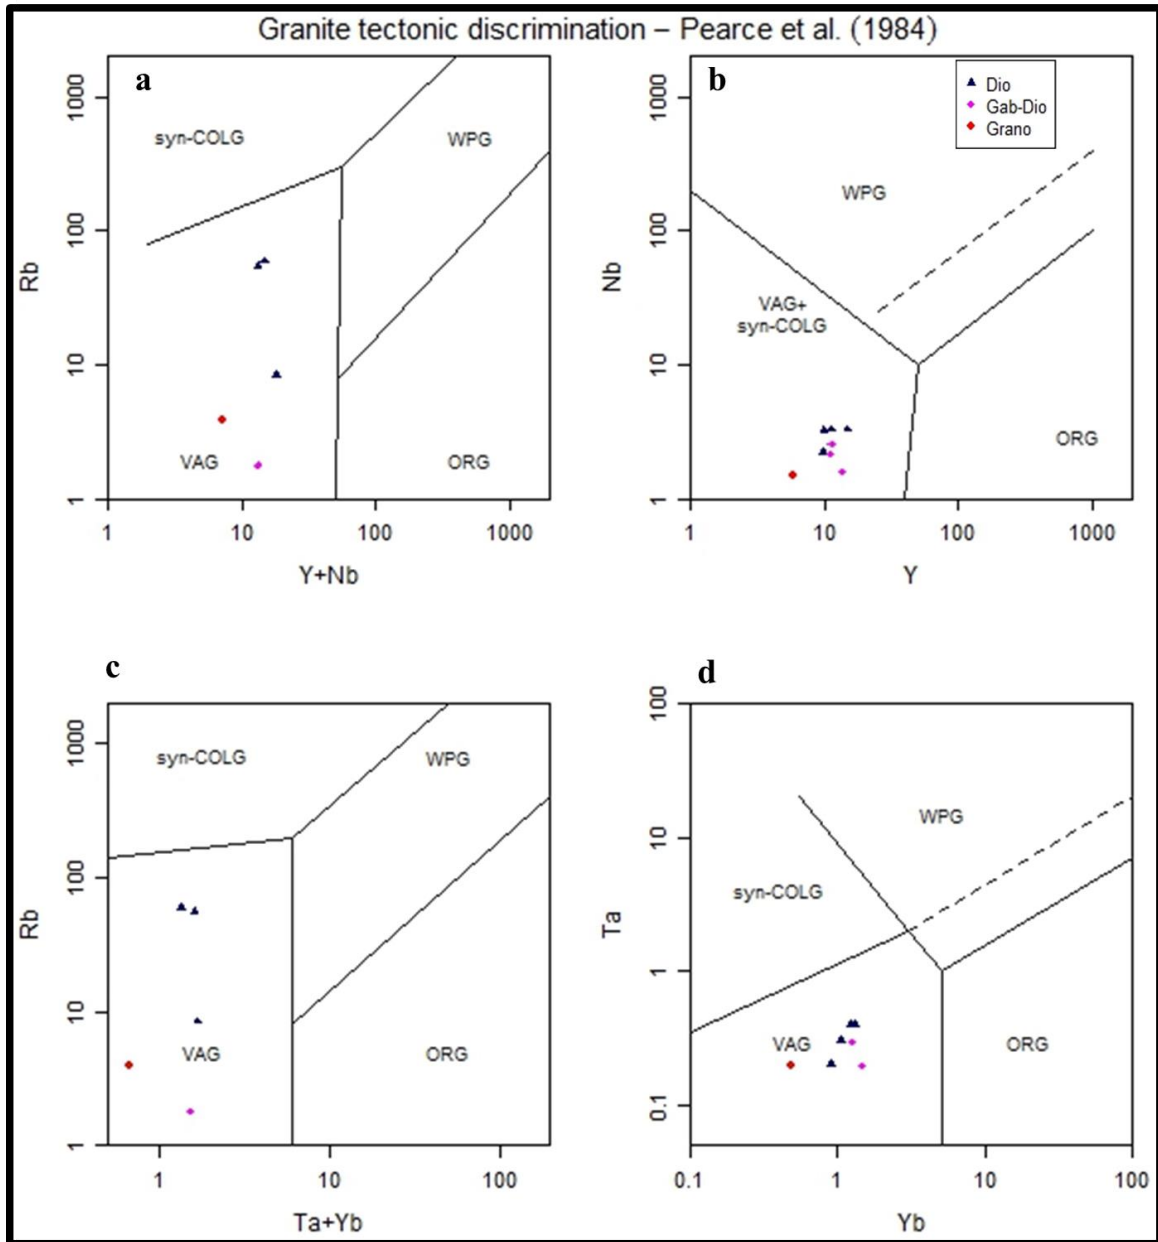 Granite tectonic discrimination – Pearce et al. (1984)
a
syn-COLG
WPG
VAG
ORG
Rb
1000
100
10
1
1 10 100 1000
Y+Nb
b
Dio
Gab-Dio
Grano
WPG
VAG+
syn-COLG
ORG
Nb
1000
100
10
1
1 10 100 1000
Y
c
syn-COLG
WPG
VAG
ORG
Rb
1000
100
10
1
1 10 100
Ta+Yb
d
WPG
syn-COLG
VAG
ORG
Ta
100
10
1
0.1
0.1 1 10 100
Yb